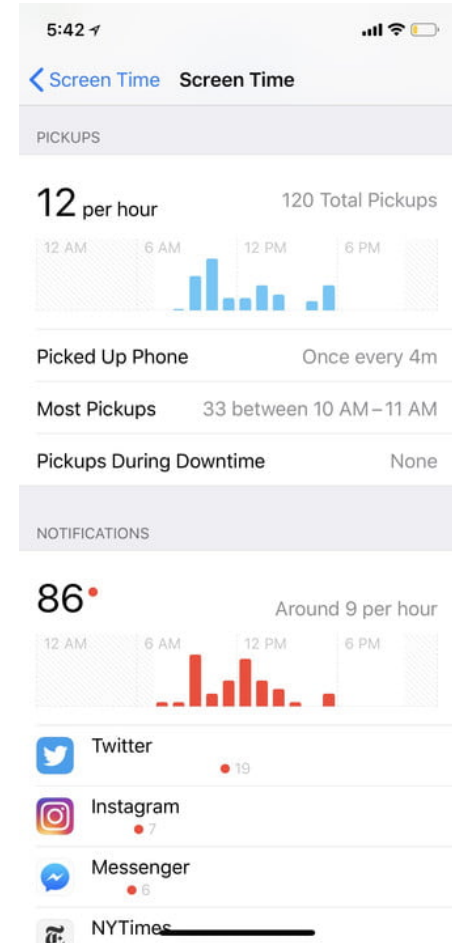 5:42
Screen Time Screen Time
PICKUPS
12 per hour 120 Total Pickups
12 AM 6 AM 12 PM 6 PM
Picked Up Phone Once every 4m
Most Pickups 33 between 10 AM–11 AM
Pickups During Downtime None
NOTIFICATIONS
86 Around 9 per hour
12 AM 6 AM 12 PM 6 PM
Twitter
19
Instagram
7
Messenger
6
NYTimes